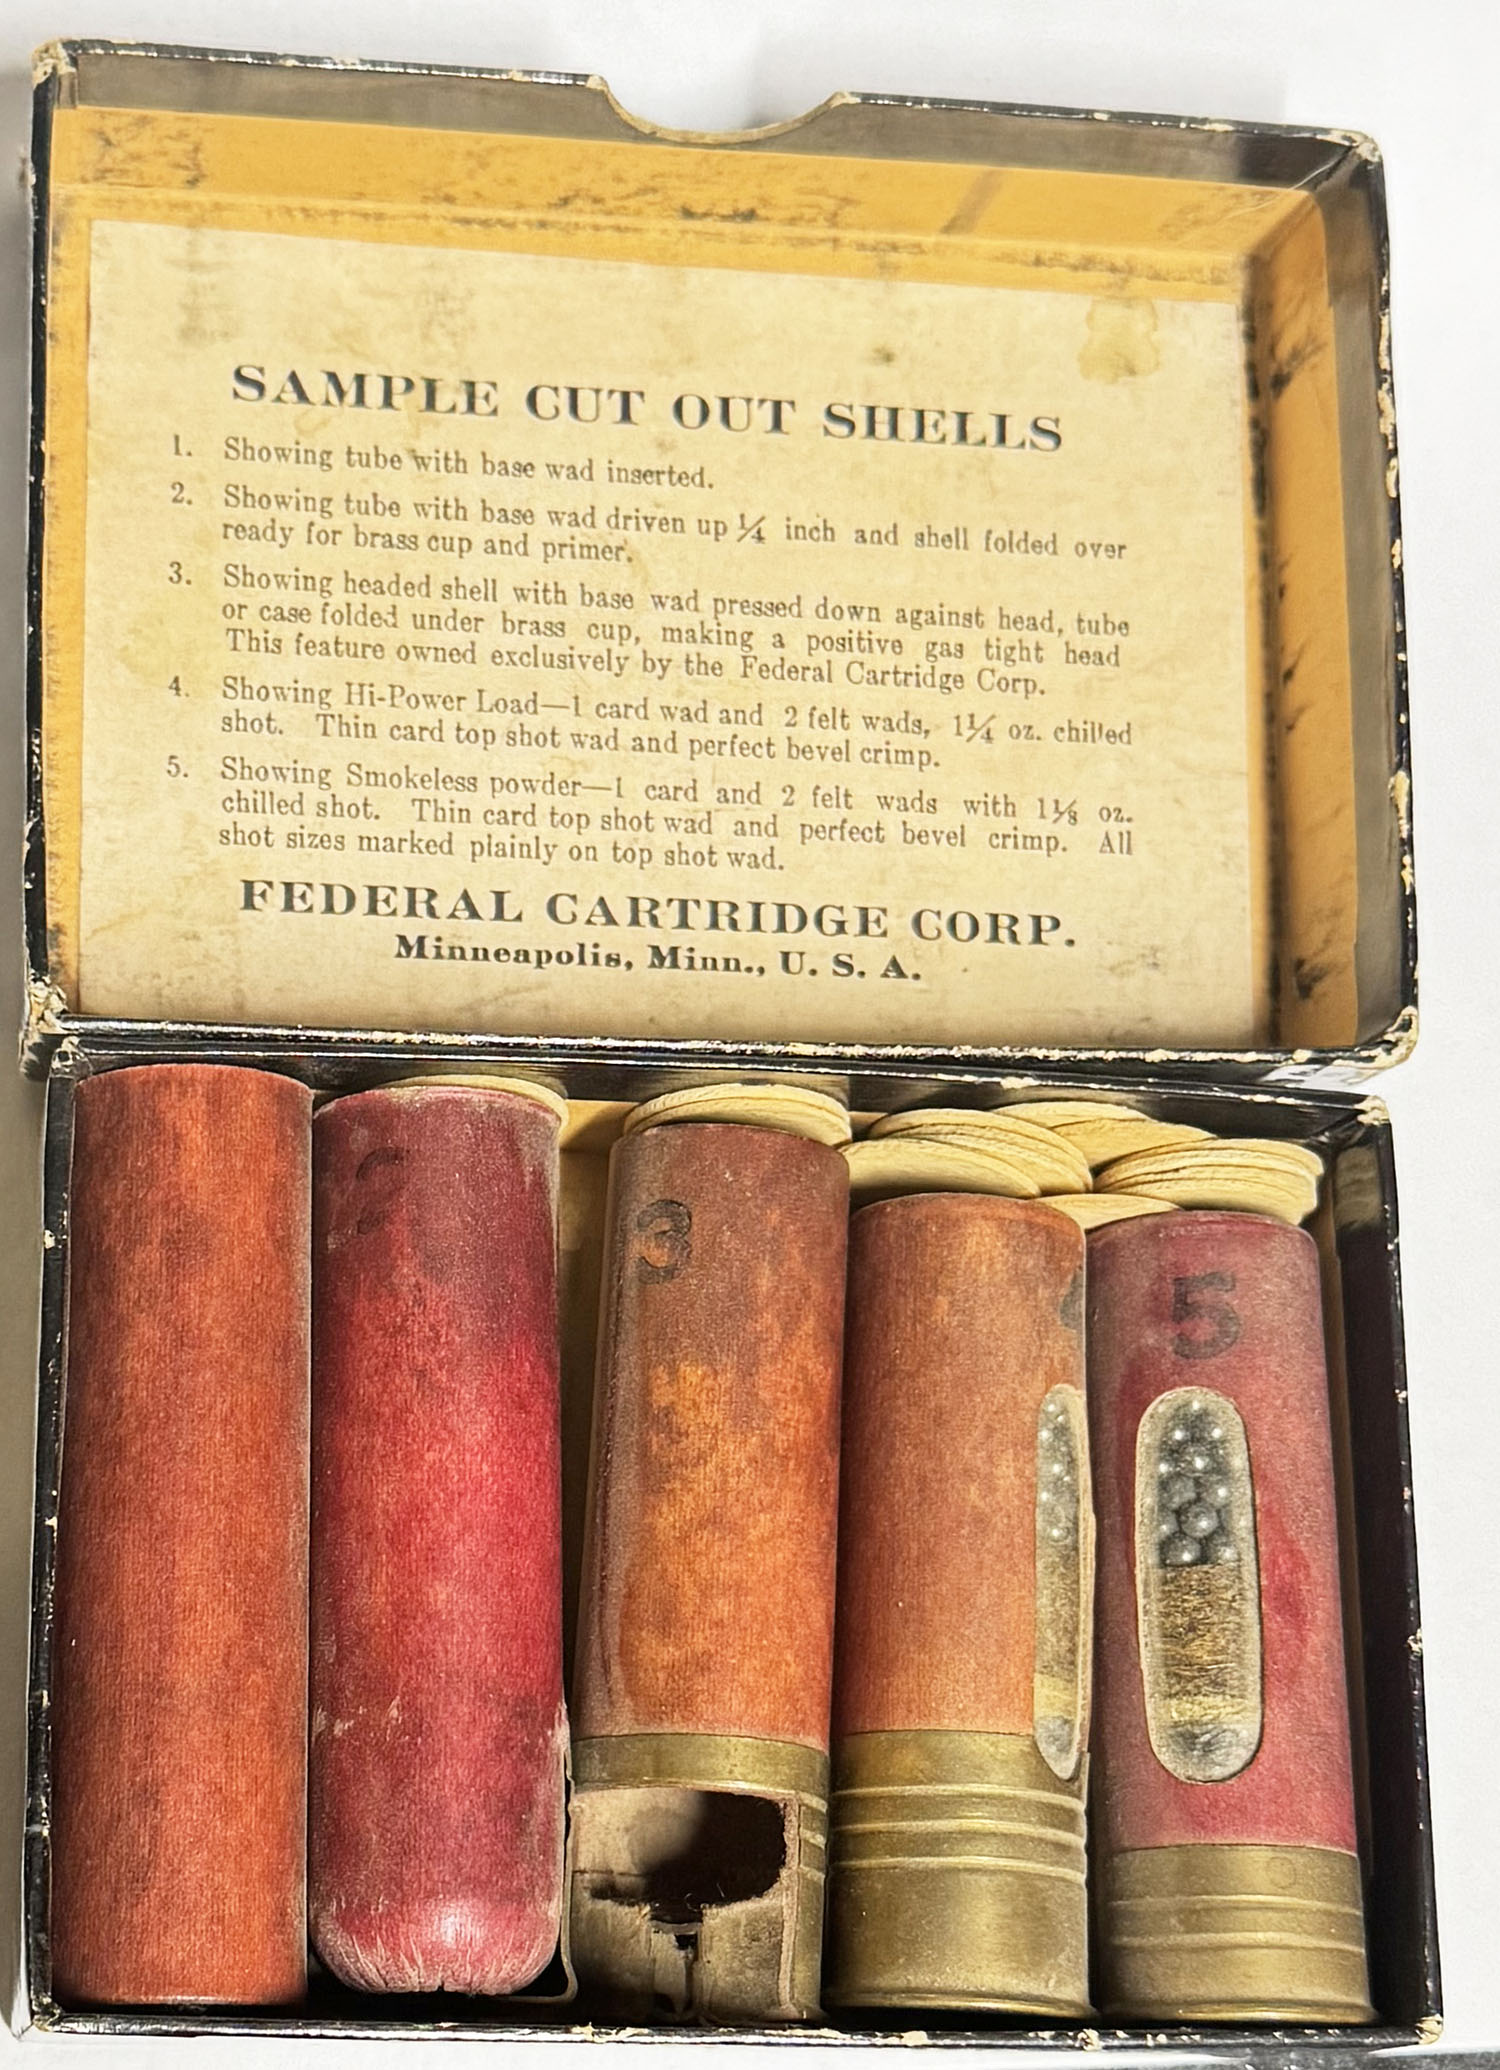 SAMPLE CUT OUT SHELLS
1. Showing tube with base wad inserted.
2. Showing tube with base wad driven up ¼ inch and shell folded over
ready for brass cup and primer.
3. Showing headed shell with base wad pressed down against head, tube
or case folded under brass cup, making a positive gas tight head
This feature owned exclusively by the Federal Cartridge Corp.
4. Showing Hi-Power Load—1 card wad and 2 felt wads, 1¼ oz. chilled
shot. Thin card top shot wad and perfect bevel crimp.
5. Showing Smokeless powder—1 card and 2 felt wads with 1⅛ oz.
chilled shot. Thin card top shot wad and perfect bevel crimp. All
shot sizes marked plainly on top shot wad.
FEDERAL CARTRIDGE CORP.
Minneapolis, Minn., U. S. A.
2
3
5